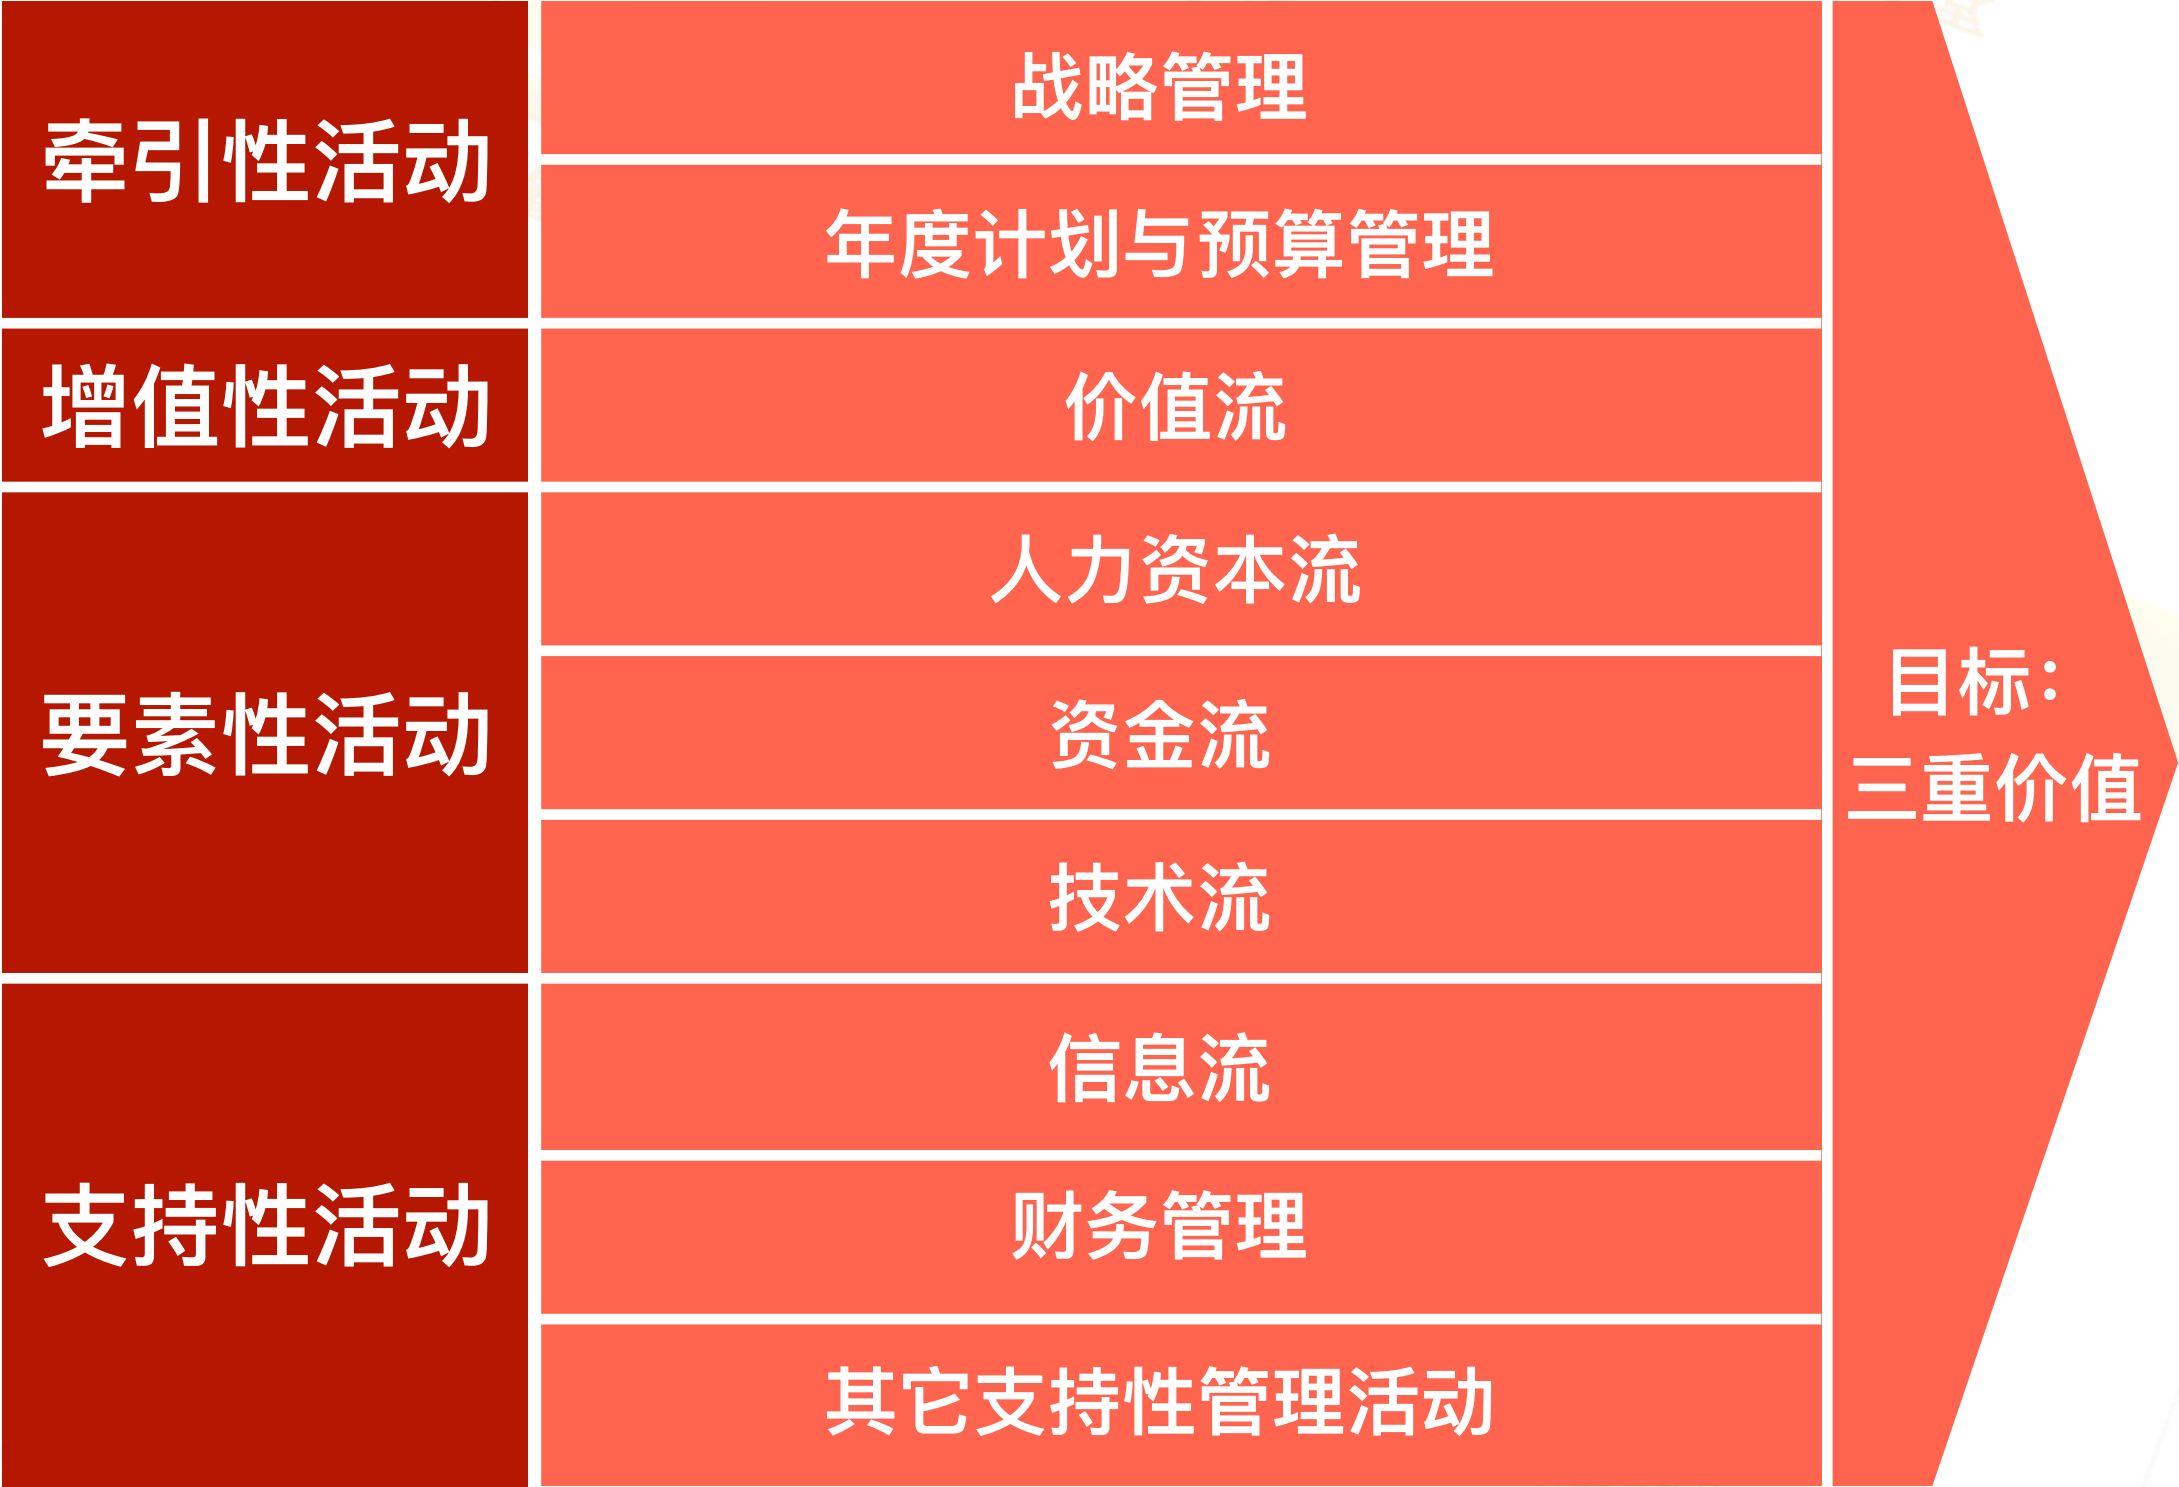 牵引性活动
战略管理
年度计划与预算管理
增值性活动
价值流
要素性活动
人力资本流
资金流
技术流
支持性活动
信息流
财务管理
其它支持性管理活动
目标：
三重价值